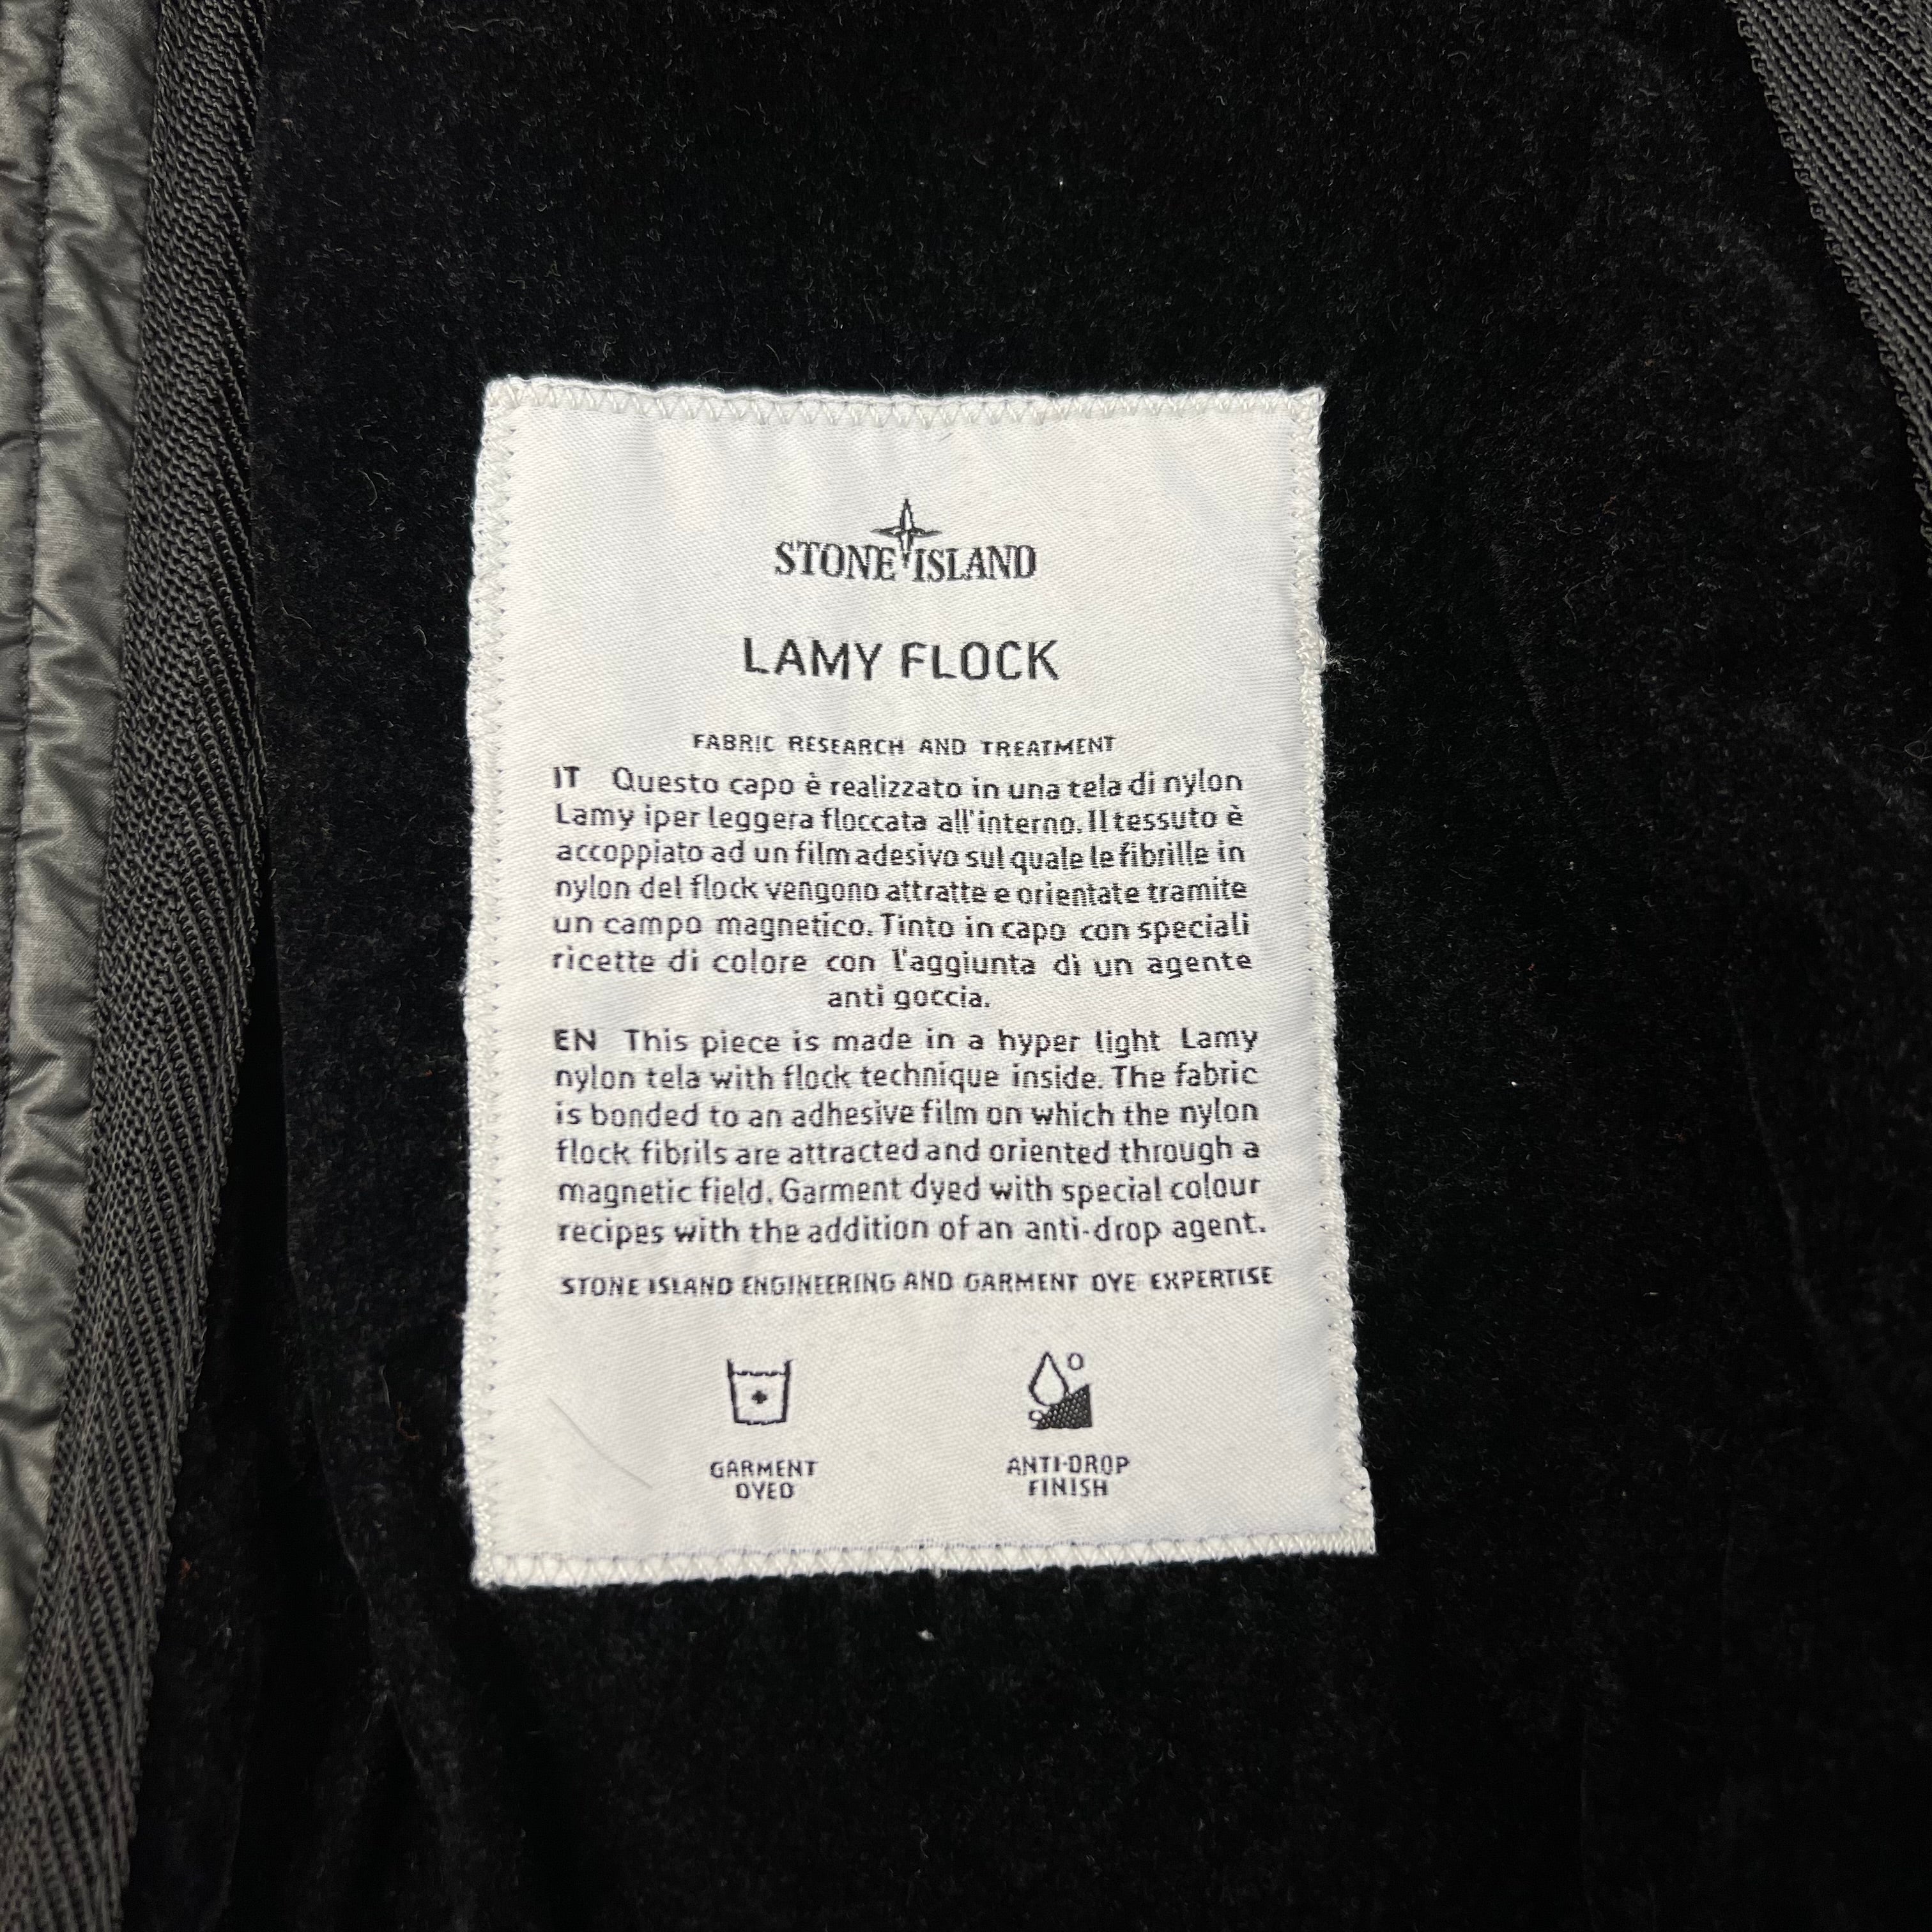 STONE ISLAND
LAMY FLOCK
FABRIC RESEARCH AND TREATMENT
IT Questo capo è realizzato in una tela di nylon
Lamy iper leggera floccata all'interno. Il tessuto è
accoppiato ad un film adesivo sul quale le fibrille in
nylon del flock vengono attratte e orientate tramite
un campo magnetico. Tinto in capo con speciali
ricette di colore con l'aggiunta di un agente
anti goccia.
EN This piece is made in a hyper light Lamy
nylon tela with flock technique inside. The fabric
is bonded to an adhesive film on which the nylon
flock fibrils are attracted and oriented through a
magnetic field. Garment dyed with special colour
recipes with the addition of an anti-drop agent.
STONE ISLAND ENGINEERING AND GARMENT DYE EXPERTISE
GARMENT
DYED
ANTI-DROP
FINISH